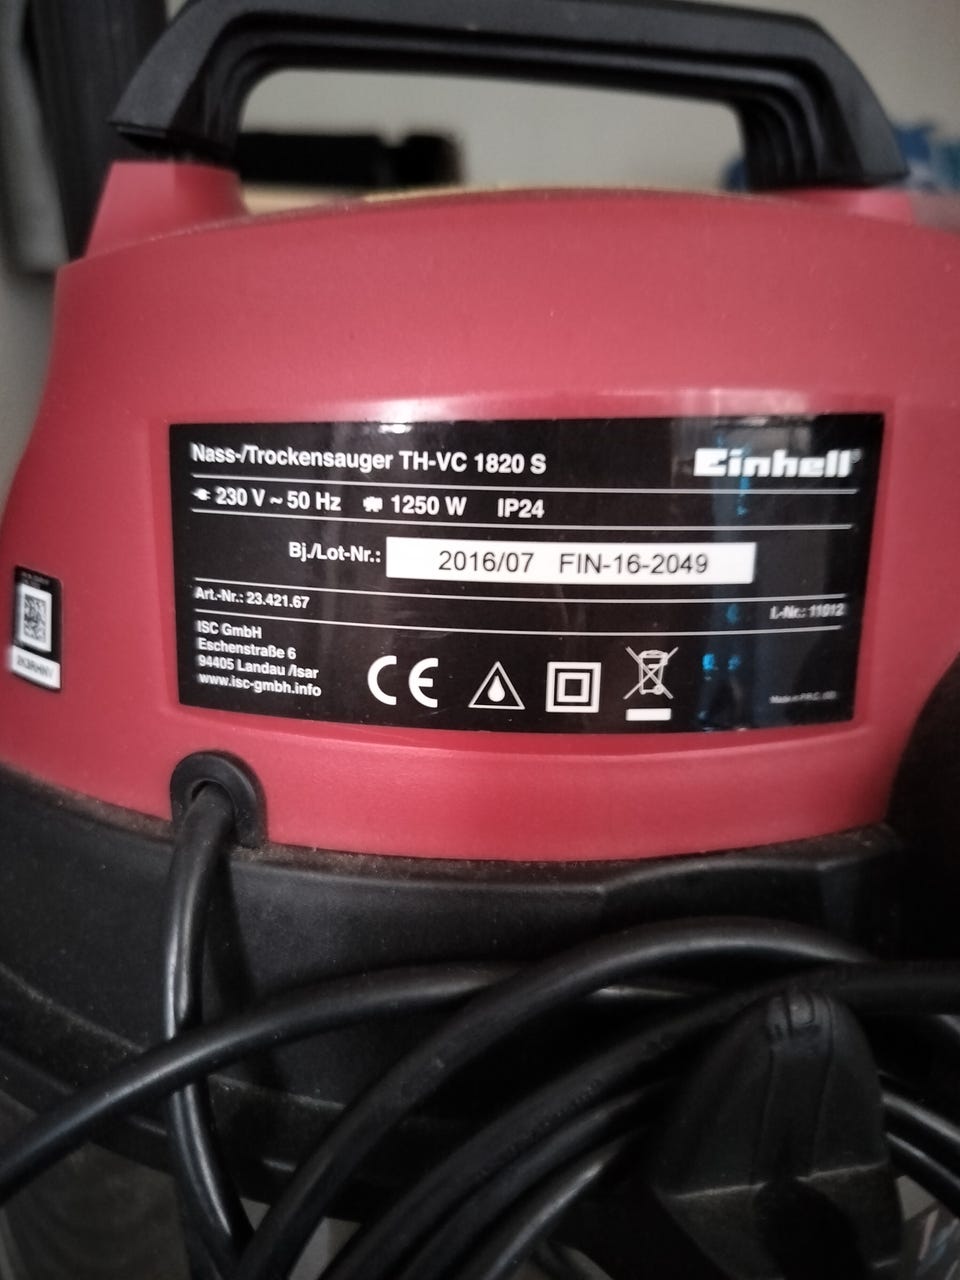 Nass-/Trockensauger TH-VC 1820 S
Einhell®
230 V ~ 50 Hz 1250 W IP24
Bj./Lot-Nr.: 2016/07 FIN-16-2049
Art.-Nr.: 23.421.67
I.-Nr.: 11012
ISC GmbH
Eschenstraße 6
94405 Landau /Isar
www.isc-gmbh.info
CE
Made in P.R.C.